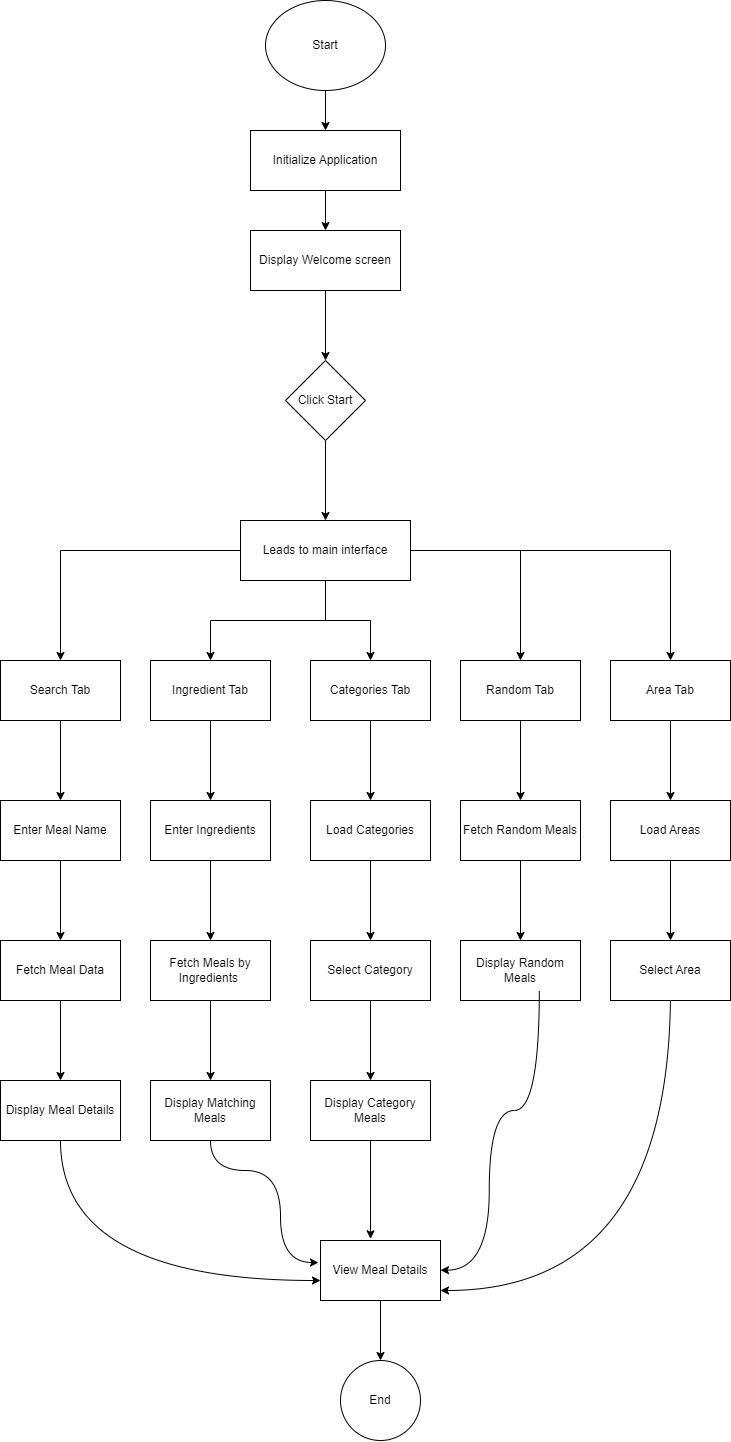 Start
Initialize Application
Display Welcome screen
Click Start
Leads to main interface
Search Tab
Ingredient Tab
Categories Tab
Random Tab
Area Tab
Enter Meal Name
Enter Ingredients
Load Categories
Fetch Random Meals
Load Areas
Fetch Meal Data
Fetch Meals by
Ingredients
Select Category
Display Random
Meals
Select Area
Display Meal Details
Display Matching
Meals
Display Category
Meals
View Meal Details
End